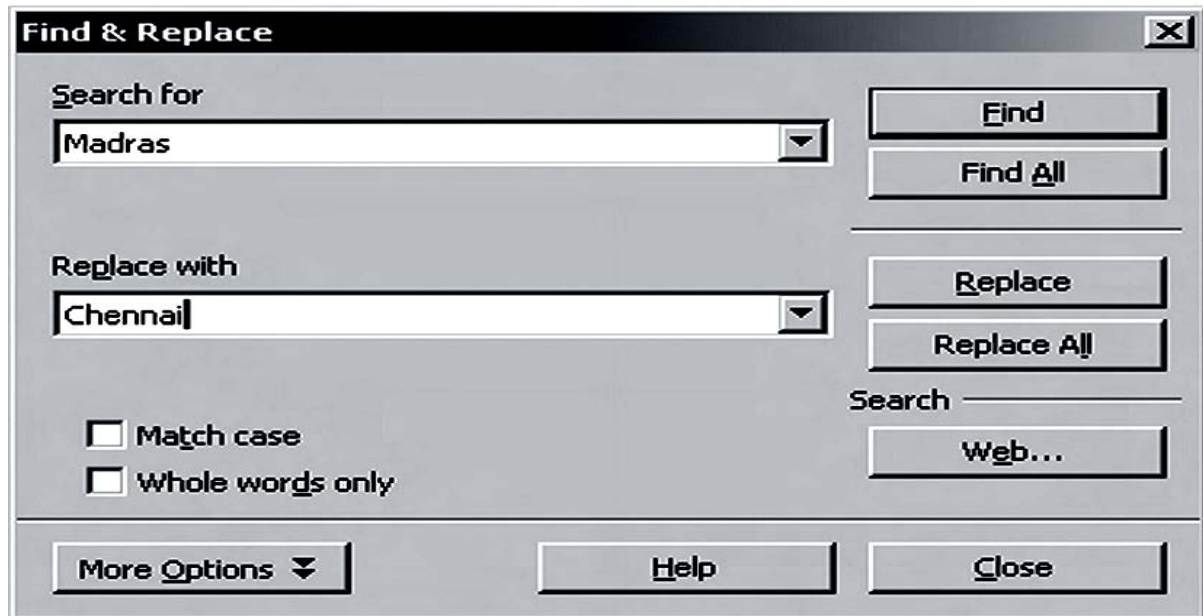 Find & Replace
Search for
Madras
Find
Find All
Replace with
Chennai
Replace
Replace All
Search
Match case
Whole words only
Web...
More Options
Help
Close